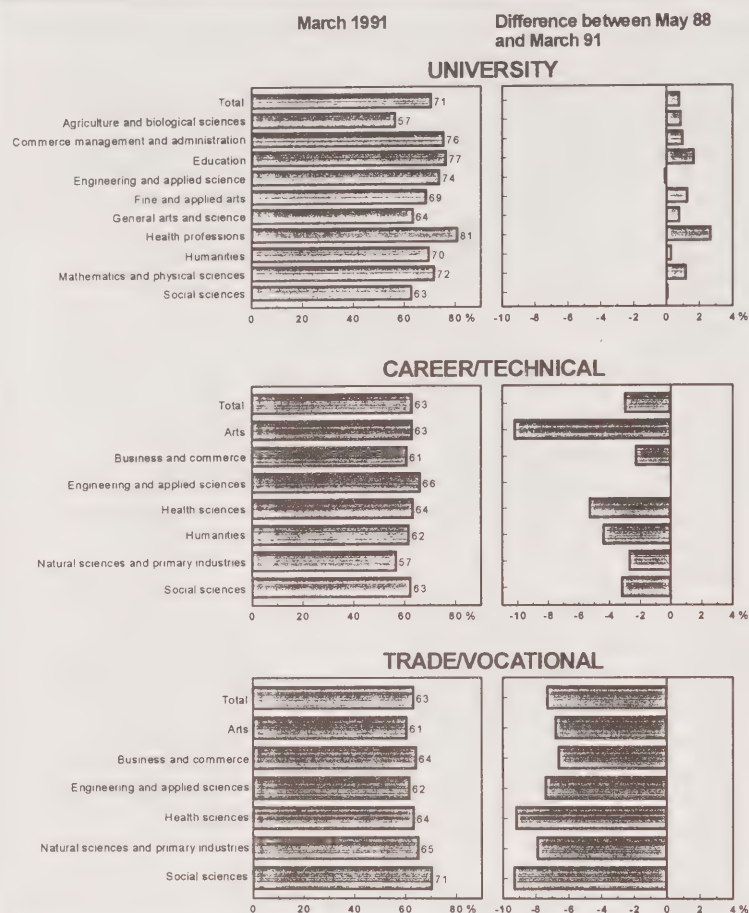 March 1991
Difference between May 88
and March 91
UNIVERSITY
Total 71
Agriculture and biological sciences 57
Commerce management and administration 76
Education 77
Engineering and applied science 74
Fine and applied arts 69
General arts and science 64
Health professions 81
Humanities 70
Mathematics and physical sciences 72
Social sciences 63
0 20 40 60 80 %
-10 -8 -6 -4 -2 0 2 4 %
CAREER/TECHNICAL
Total 63
Arts 63
Business and commerce 61
Engineering and applied sciences 66
Health sciences 64
Humanities 62
Natural sciences and primary industries 57
Social sciences 63
0 20 40 60 80 %
-10 -8 -6 -4 -2 0 2 4 %
TRADE/VOCATIONAL
Total 63
Arts 61
Business and commerce 64
Engineering and applied sciences 62
Health sciences 64
Natural sciences and primary industries 65
Social sciences 71
0 20 40 60 80 %
-10 -8 -6 -4 -2 0 2 4 %